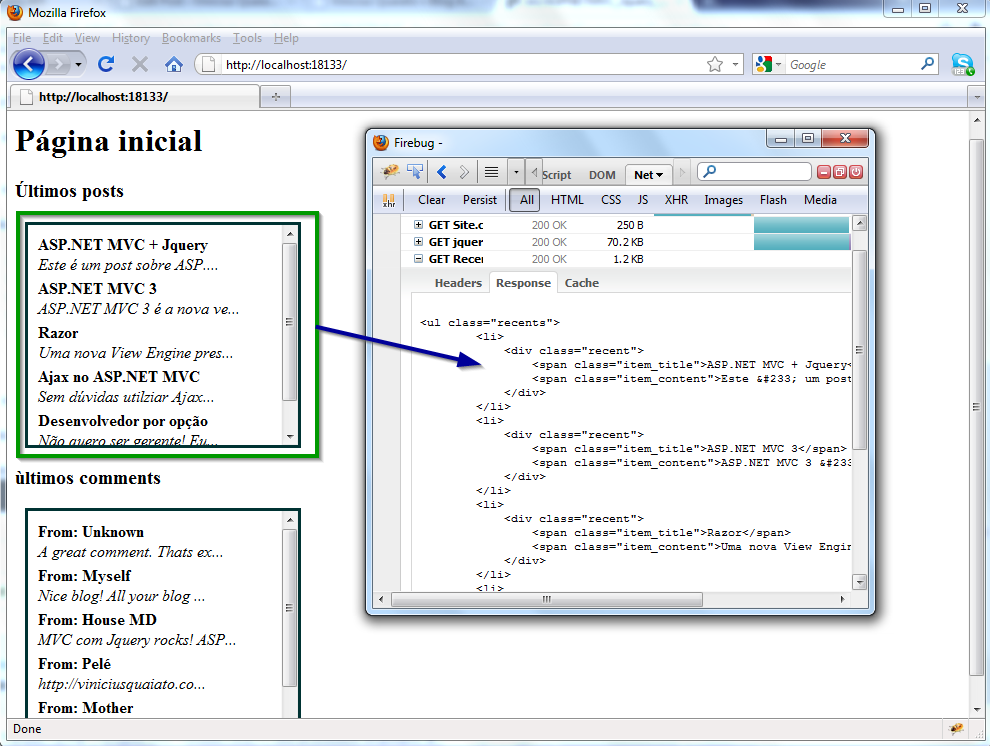 Mozilla Firefox
File Edit View History Bookmarks Tools Help
http://localhost:18133/
Google
http://localhost:18133/
Página inicial
Últimos posts
ASP.NET MVC + Jquery
Este é um post sobre ASP....
ASP.NET MVC 3
ASP.NET MVC 3 é a nova ve...
Razor
Uma nova View Engine pres...
Ajax no ASP.NET MVC
Sem dúvidas utilziar Ajax...
Desenvolvedor por opção
Não quero ser gerente! Eu...
ùltimos comments
From: Unknown
A great comment. Thats ex...
From: Myself
Nice blog! All your blog ...
From: House MD
MVC com Jquery rocks! ASP...
From: Pelé
http://viniciusquaiato.co...
From: Mother
Firebug -
Script DOM Net
xhr Clear Persist All HTML CSS JS XHR Images Flash Media
GET Site.c 200 OK 250 B
GET jquer 200 OK 70.2 KB
GET Recer 200 OK 1.2 KB
Headers Response Cache
<ul class="recents">
<li>
<div class="recent">
<span class="item_title">ASP.NET MVC + Jquery<
<span class="item_content">Este &#233; um post
</div>
</li>
<li>
<div class="recent">
<span class="item_title">ASP.NET MVC 3</span>
<span class="item_content">ASP.NET MVC 3 &#233
</div>
</li>
<li>
<div class="recent">
<span class="item_title">Razor</span>
<span class="item_content">Uma nova View Engin
</div>
</li>
<li>
Done